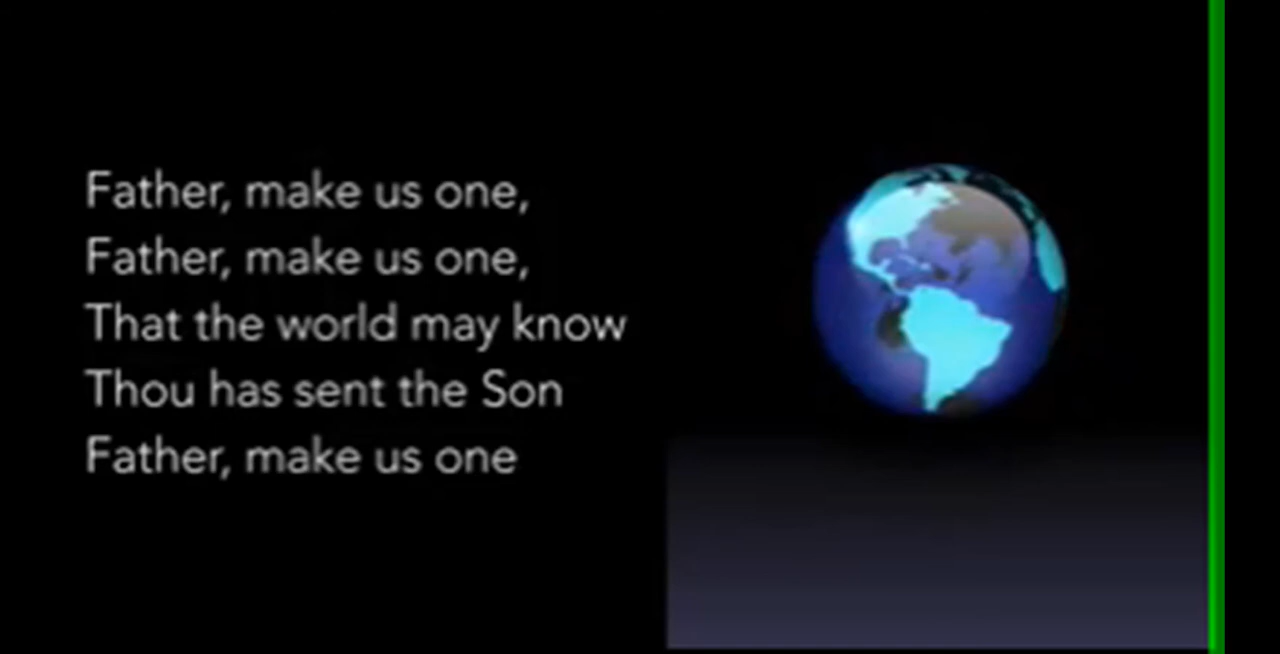 Father, make us one,
Father, make us one,
That the world may know
Thou has sent the Son
Father, make us one